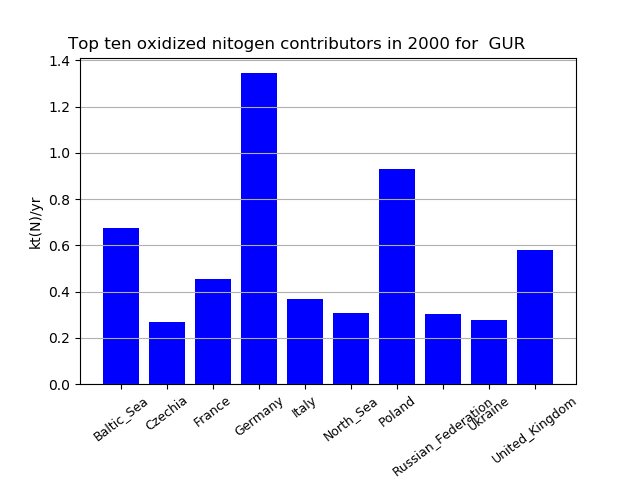 Top ten oxidized nitogen contributors in 2000 for  GUR
kt(N)/yr
1.4
1.2
1.0
0.8
0.6
0.4
0.2
0.0
Baltic_Sea
Czechia
France
Germany
Italy
North_Sea
Poland
Russian_Federation
Ukraine
United_Kingdom